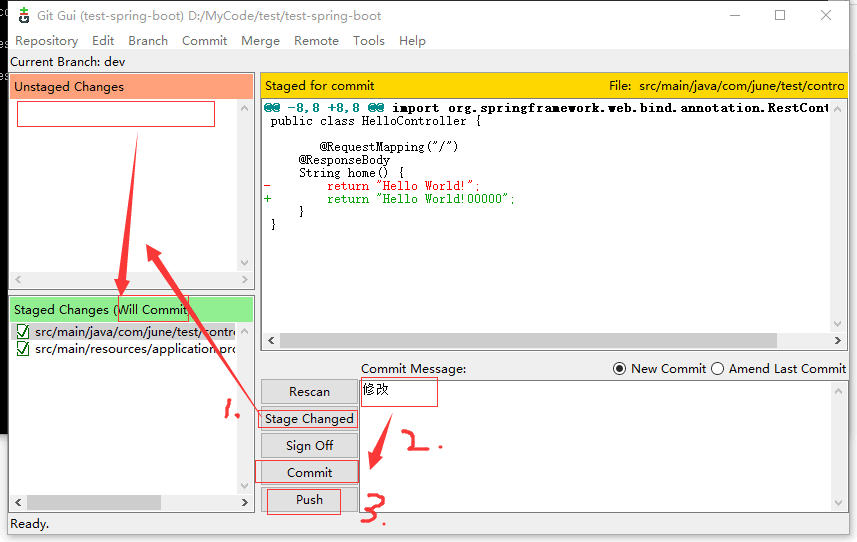 Git Gui (test-spring-boot) D:/MyCode/test/test-spring-boot
Repository Edit Branch Commit Merge Remote Tools Help
Current Branch: dev
Unstaged Changes
Staged for commit File: src/main/java/com/june/test/contro
@@ -8,8 +8,8 @@ import org.springframework.web.bind.annotation.RestCont
public class HelloController {
@RequestMapping("/")
@ResponseBody
String home() {
- return "Hello World!";
+ return "Hello World!00000";
}
}
Staged Changes (Will Commit)
src/main/java/com/june/test/contro
src/main/resources/application.pro
Commit Message: New Commit Amend Last Commit
修改
Rescan
1.
Stage Changed
2.
Sign Off
Commit
Push
3.
Ready.